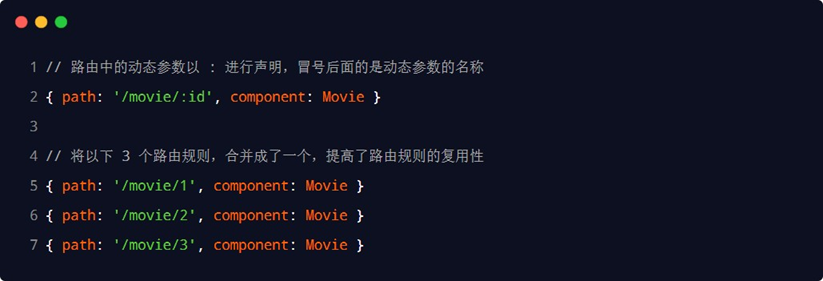 1 // 路由中的动态参数以 : 进行声明，冒号后面的是动态参数的名称
2 { path: '/movie/:id', component: Movie }
3
4 // 将以下 3 个路由规则，合并成了一个，提高了路由规则的复用性
5 { path: '/movie/1', component: Movie }
6 { path: '/movie/2', component: Movie }
7 { path: '/movie/3', component: Movie }